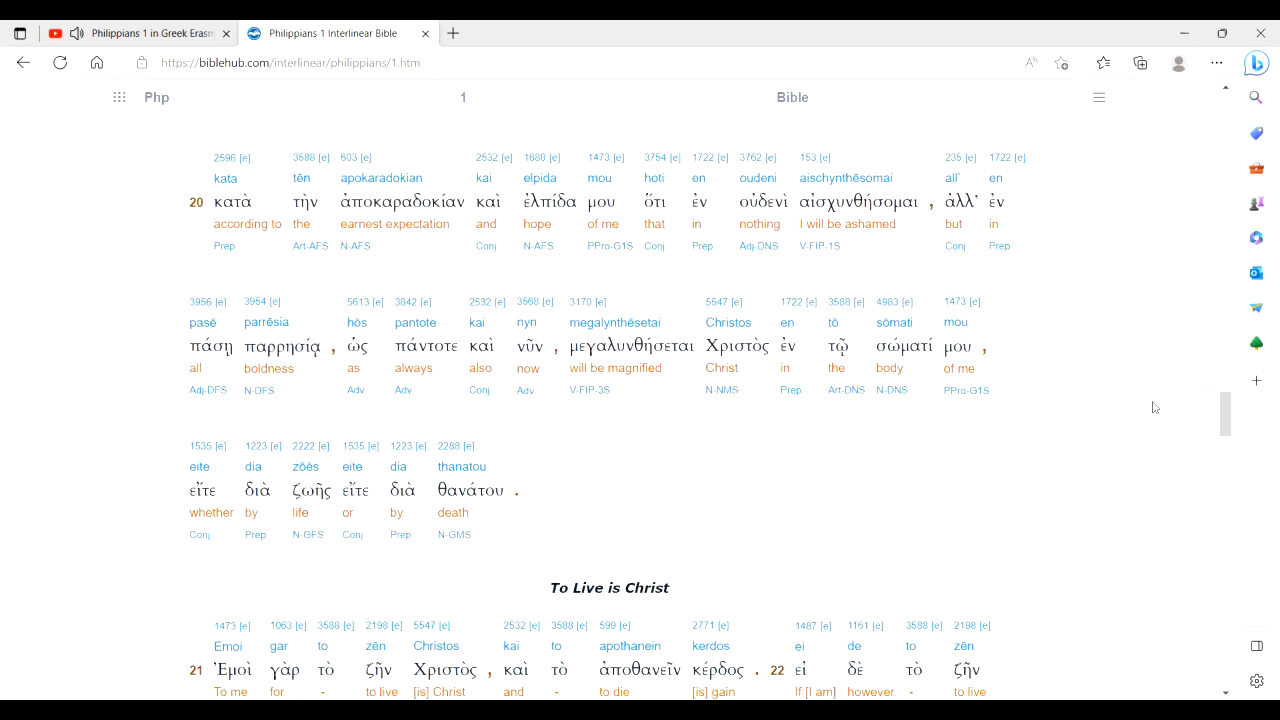 Philippians 1 in Greek Erasm
Philippians 1 Interlinear Bible
https://biblehub.com/interlinear/philippians/1.htm
Php 1 Bible
2596 [e] 3588 [e] 603 [e] 2532 [e] 1680 [e] 1473 [e] 3754 [e] 1722 [e] 3762 [e] 153 [e] 235 [e] 1722 [e]
kata tēn apokaradokian kai elpida mou hoti en oudeni aischynthēsomai all’ en
20 κατὰ τὴν ἀποκαραδοκίαν καὶ ἐλπίδα μου ὅτι ἐν οὐδενὶ αἰσχυνθήσομαι , ἀλλ’ ἐν
according to the earnest expectation and hope of me that in nothing I will be ashamed but in
Prep Art-AFS N-AFS Conj N-AFS PPro-G1S Conj Prep Adj-DNS V-FIP-1S Conj Prep
3956 [e] 3954 [e] 5613 [e] 3842 [e] 2532 [e] 3568 [e] 3170 [e] 5547 [e] 1722 [e] 3588 [e] 4983 [e] 1473 [e]
pasē parrēsia hōs pantote kai nyn megalynthēsetai Christos en tō sōmati mou
πάσῃ παρρησίᾳ , ὡς πάντοτε καὶ νῦν , μεγαλυνθήσεται Χριστὸς ἐν τῷ σώματί μου ,
all boldness as always also now will be magnified Christ in the body of me
Adj-DFS N-DFS Adv Adv Conj Adv V-FIP-3S N-NMS Prep Art-DNS N-DNS PPro-G1S
1535 [e] 1223 [e] 2222 [e] 1535 [e] 1223 [e] 2288 [e]
eite dia zōēs eite dia thanatou
εἴτε διὰ ζωῆς εἴτε διὰ θανάτου .
whether by life or by death
Conj Prep N-GFS Conj Prep N-GMS
To Live is Christ
1473 [e] 1063 [e] 3588 [e] 2198 [e] 5547 [e] 2532 [e] 3588 [e] 599 [e] 2771 [e] 1487 [e] 1161 [e] 3588 [e] 2198 [e]
Emoi gar to zēn Christos kai to apothanein kerdos ei de to zēn
21 Ἐμοὶ γὰρ τὸ ζῆν Χριστὸς , καὶ τὸ ἀποθανεῖν κέρδος . 22 εἰ δὲ τὸ ζῆν
To me for - to live [is] Christ and - to die [is] gain If [I am] however - to live